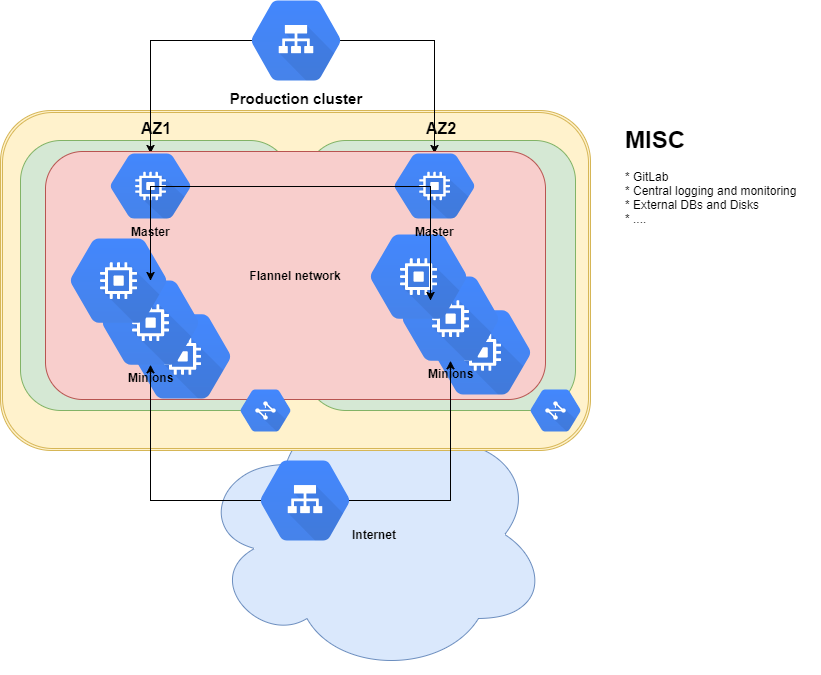 Production cluster
AZ1
AZ2
MISC
* GitLab
* Central logging and monitoring
* External DBs and Disks
* ....
Master
Master
Flannel network
Minions
Minions
Internet